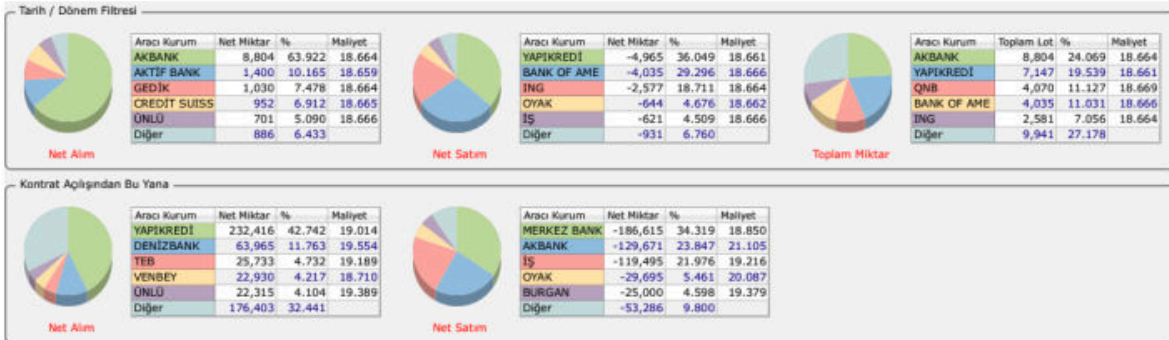 Tarih / Dönem Filtresi
Aracı Kurum Net Miktar % Maliyet
AKBANK 8,804 63.922 18.664
AKTİF BANK 1,400 10.165 18.659
GEDİK 1,030 7.478 18.664
CREDİT SUISS 952 6.912 18.665
ÜNLÜ 701 5.090 18.666
Diğer 886 6.433
Net Alım
Aracı Kurum Net Miktar % Maliyet
YAPIKREDİ -4,965 36.049 18.661
BANK OF AME -4,035 29.296 18.666
ING -2,577 18.711 18.664
OYAK -644 4.676 18.662
İŞ -621 4.509 18.666
Diğer -931 6.760
Net Satım
Aracı Kurum Toplam Lot % Maliyet
AKBANK 8,804 24.069 18.664
YAPIKREDİ 7,147 19.539 18.661
QNB 4,070 11.127 18.669
BANK OF AME 4,035 11.031 18.666
ING 2,581 7.056 18.664
Diğer 9,941 27.178
Toplam Miktar
Kontrat Açılışından Bu Yana
Aracı Kurum Net Miktar % Maliyet
YAPIKREDİ 232,416 42.742 19.014
DENİZBANK 63,965 11.763 19.554
TEB 25,733 4.732 19.189
VENBEY 22,930 4.217 18.710
ÜNLÜ 22,315 4.104 19.389
Diğer 176,403 32.441
Net Alım
Aracı Kurum Net Miktar % Maliyet
MERKEZ BANK -186,615 34.319 18.850
AKBANK -129,671 23.847 21.105
İŞ -119,495 21.976 19.216
OYAK -29,695 5.461 20.087
BURGAN -25,000 4.598 19.379
Diğer -53,286 9.800
Net Satım